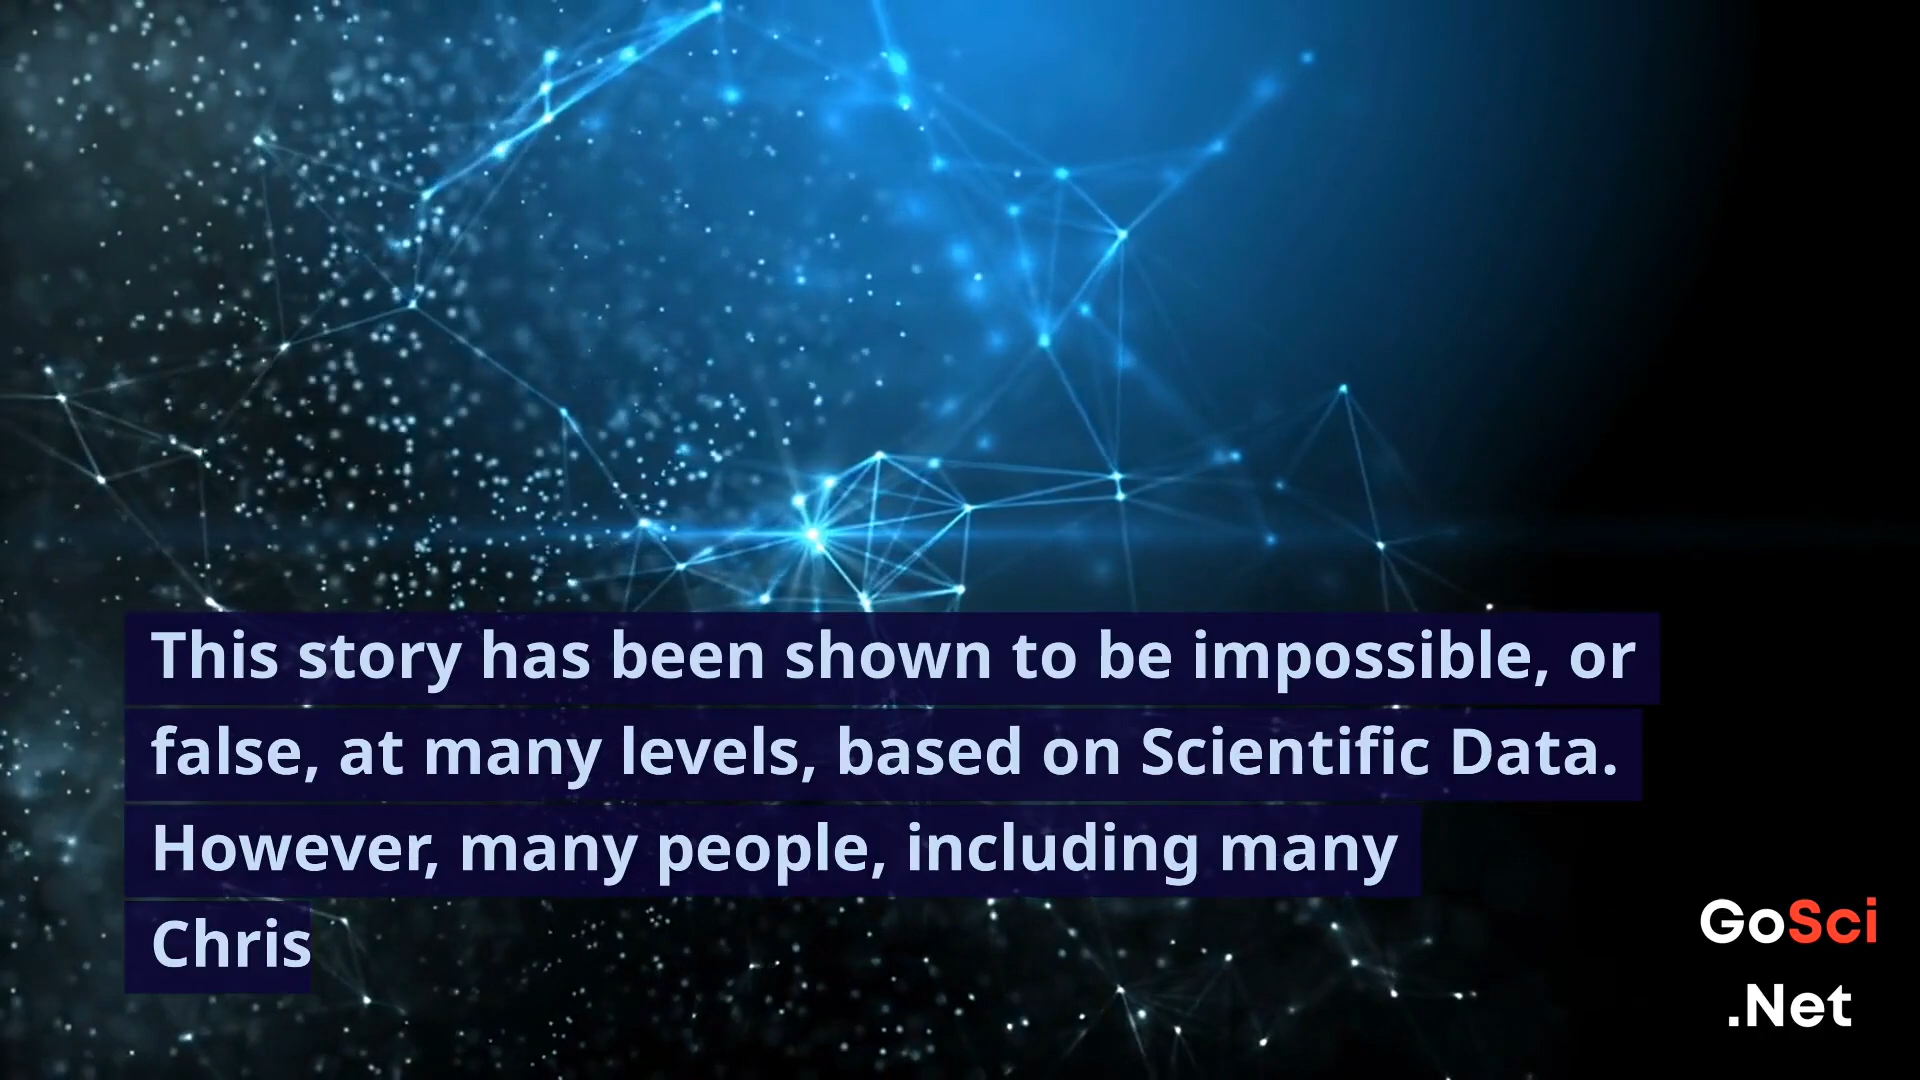 This story has been shown to be impossible, or
false, at many levels, based on Scientific Data.
However, many people, including many
Chris
GoSci
.Net